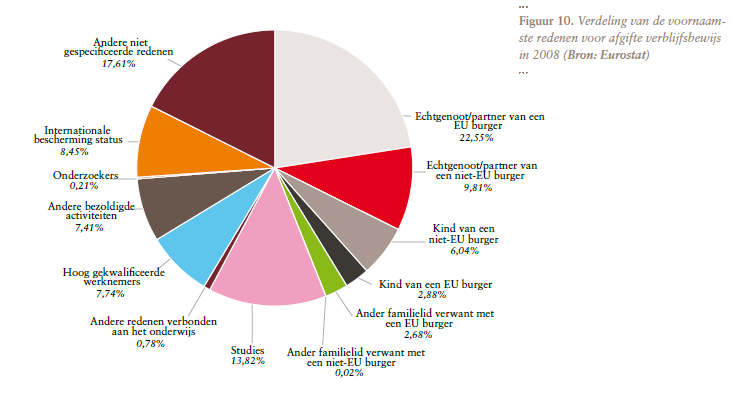 ...
Figuur 10. Verdeling van de voornaam-
ste redenen voor afgifte verblijfsbewijs
in 2008 (Bron: Eurostat)
...
Andere niet
gespecificeerde redenen
17,61%
Echtgenoot/partner van een
EU burger
22,55%
Internationale
bescherming status
8,45%
Echtgenoot/partner van
een niet-EU burger
9,81%
Onderzoekers
0,21%
Andere bezoldigde
activiteiten
7,41%
Kind van een
niet-EU burger
6,04%
Hoog gekwalificeerde
werknemers
7,74%
Kind van een EU burger
2,88%
Andere redenen verbonden
aan het onderwijs
0,78%
Ander familielid verwant met
een EU burger
2,68%
Studies
13,82%
Ander familielid verwant met
een niet-EU burger
0,02%